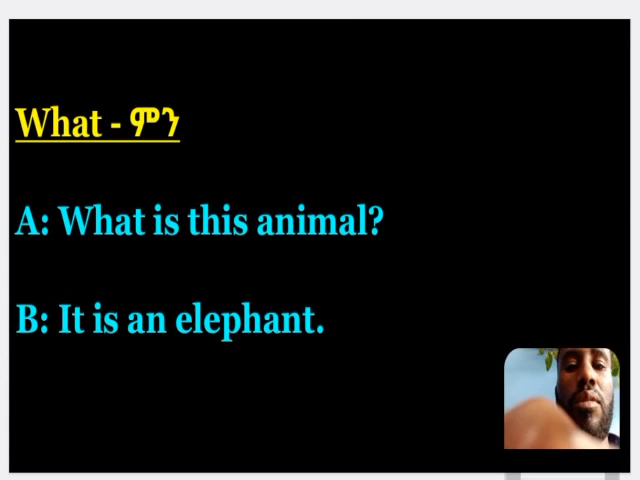 What - ምን
A: What is this animal?
B: It is an elephant.